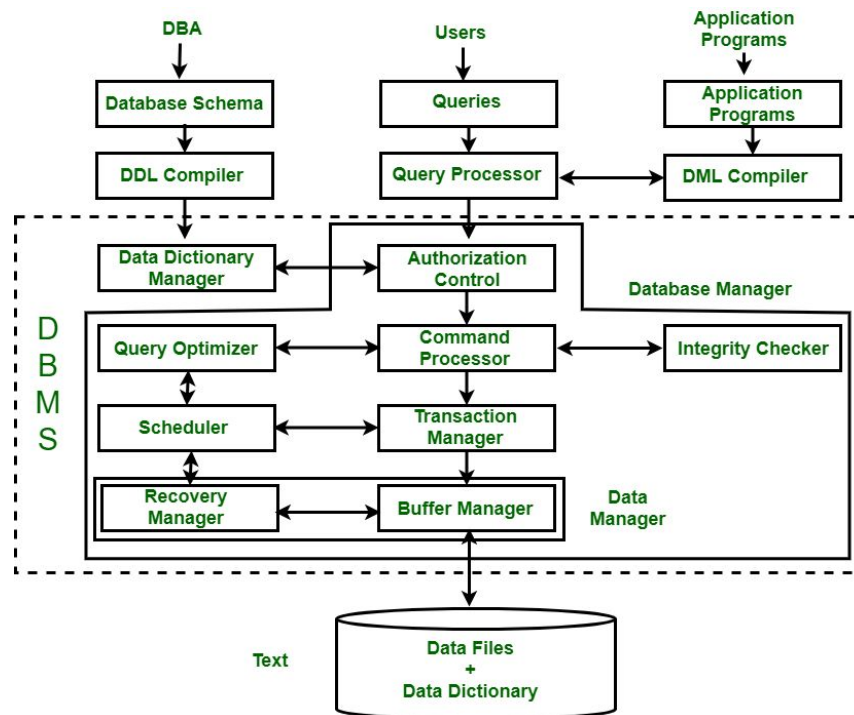 DBA
Users
Application
Programs
Database Schema
Queries
Application
Programs
DDL Compiler
Query Processor
DML Compiler
Data Dictionary
Manager
Authorization
Control
Database Manager
D
B
M
S
Query Optimizer
Command
Processor
Integrity Checker
Scheduler
Transaction
Manager
Recovery
Manager
Buffer Manager
Data
Manager
Text
Data Files
+
Data Dictionary